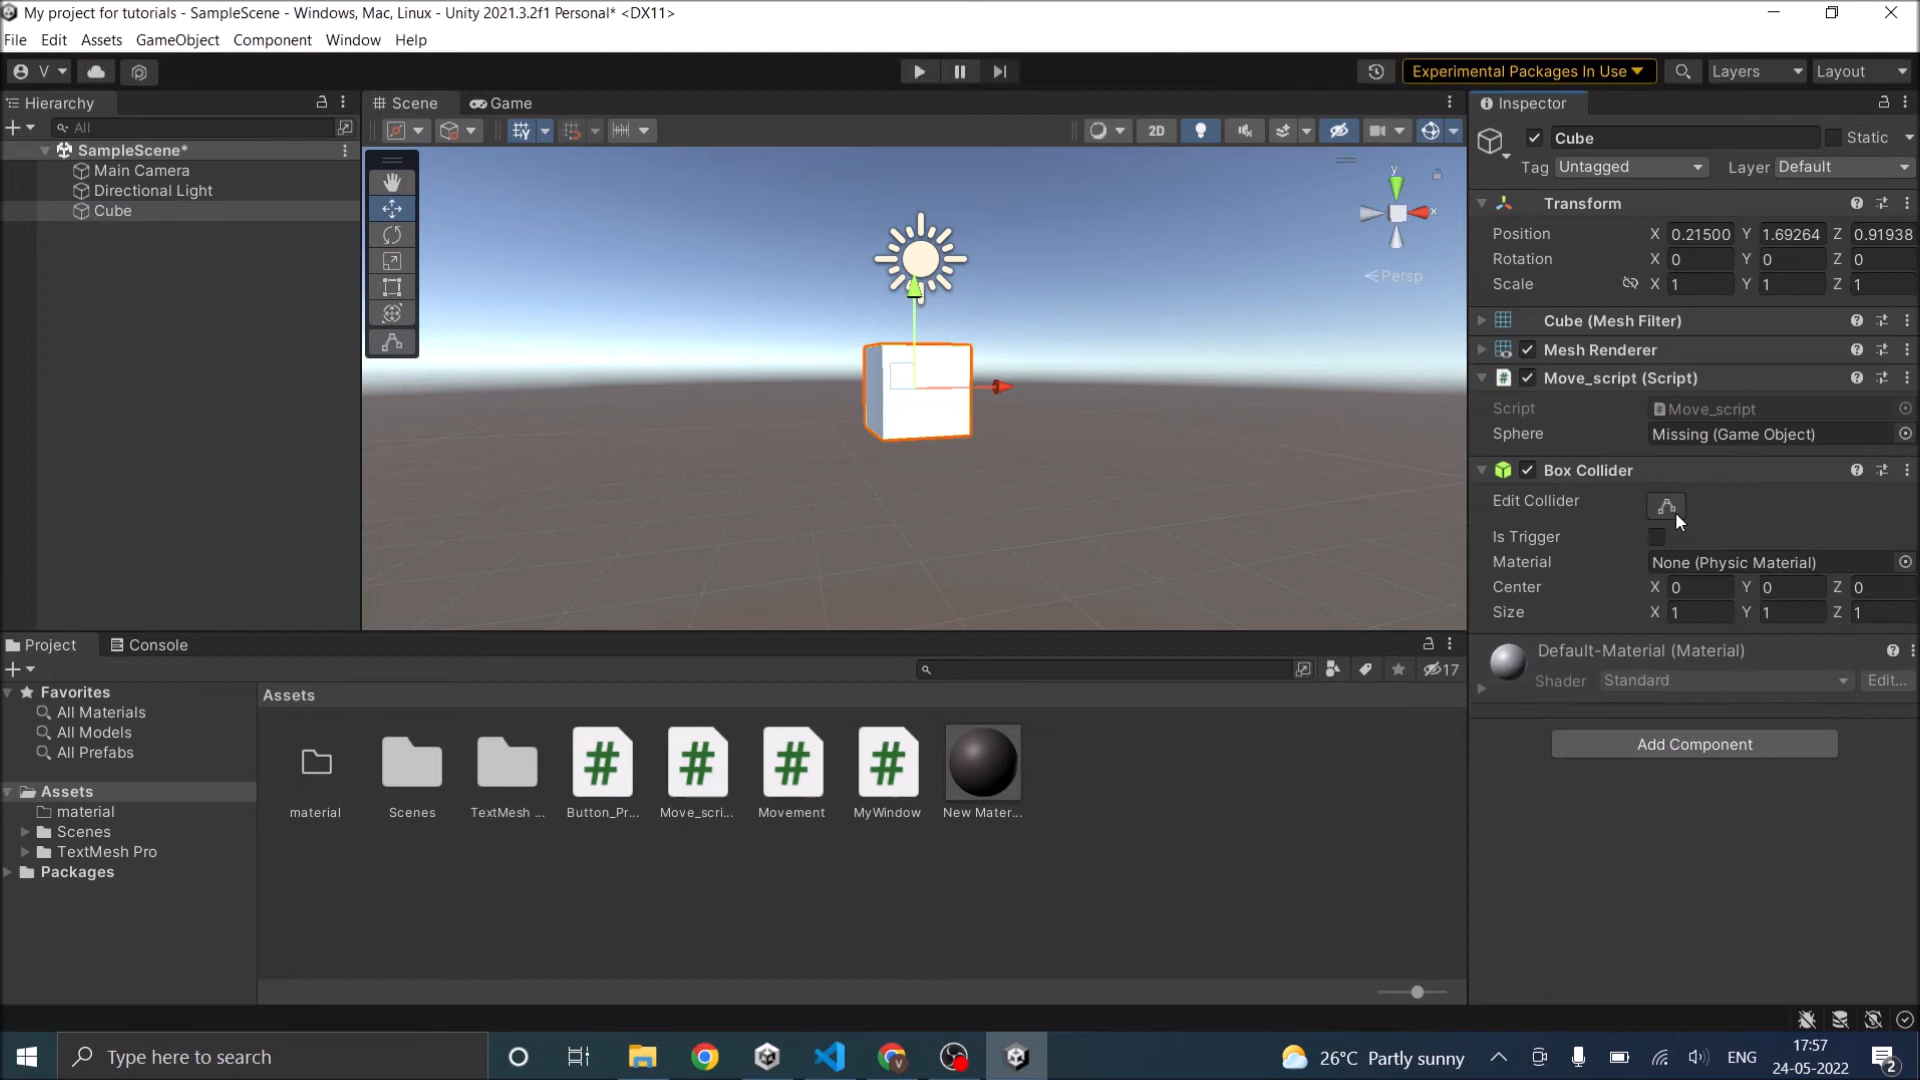 My project for tutorials - SampleScene - Windows, Mac, Linux - Unity 2021.3.2f1 Personal* <DX11>
File Edit Assets GameObject Component Window Help
V Experimental Packages In Use Layers Layout
Hierarchy
All
SampleScene*
Main Camera
Directional Light
Cube
Scene Game
2D
y
x
Persp
Inspector
Cube Static
Tag Untagged Layer Default
Transform
Position X 0.21500 Y 1.69264 Z 0.91938
Rotation X 0 Y 0 Z 0
Scale X 1 Y 1 Z 1
Cube (Mesh Filter)
Mesh Renderer
Move_script (Script)
Script Move_script
Sphere Missing (Game Object)
Box Collider
Edit Collider
Is Trigger
Material None (Physic Material)
Center X 0 Y 0 Z 0
Size X 1 Y 1 Z 1
Default-Material (Material)
Shader Standard Edit...
Add Component
Project Console
17
Favorites
All Materials
All Models
All Prefabs
Assets
material
Scenes
TextMesh Pro
Packages
Assets
material Scenes TextMesh ... Button_Pr... Move_scri... Movement MyWindow New Mater...
Type here to search
26°C Partly sunny
ENG
17:57
24-05-2022
2